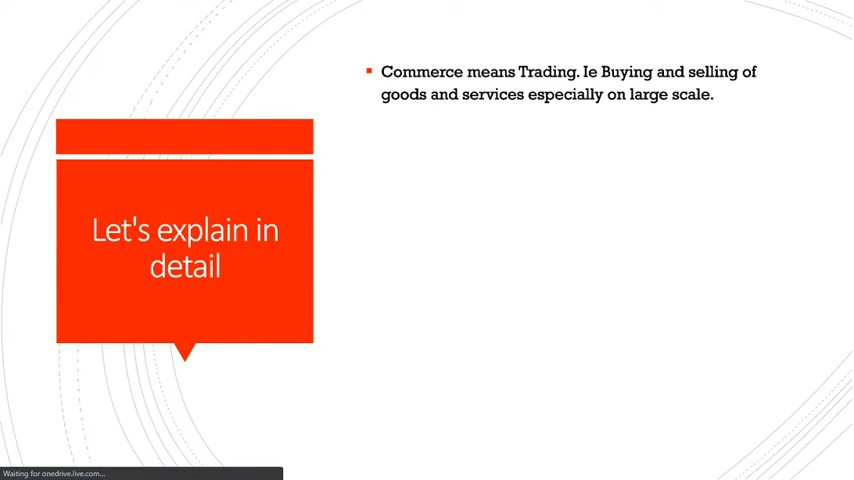 Commerce means Trading. Ie Buying and selling of
goods and services especially on large scale.
Let's explain in
detail
Waiting for onedrive.live.com...